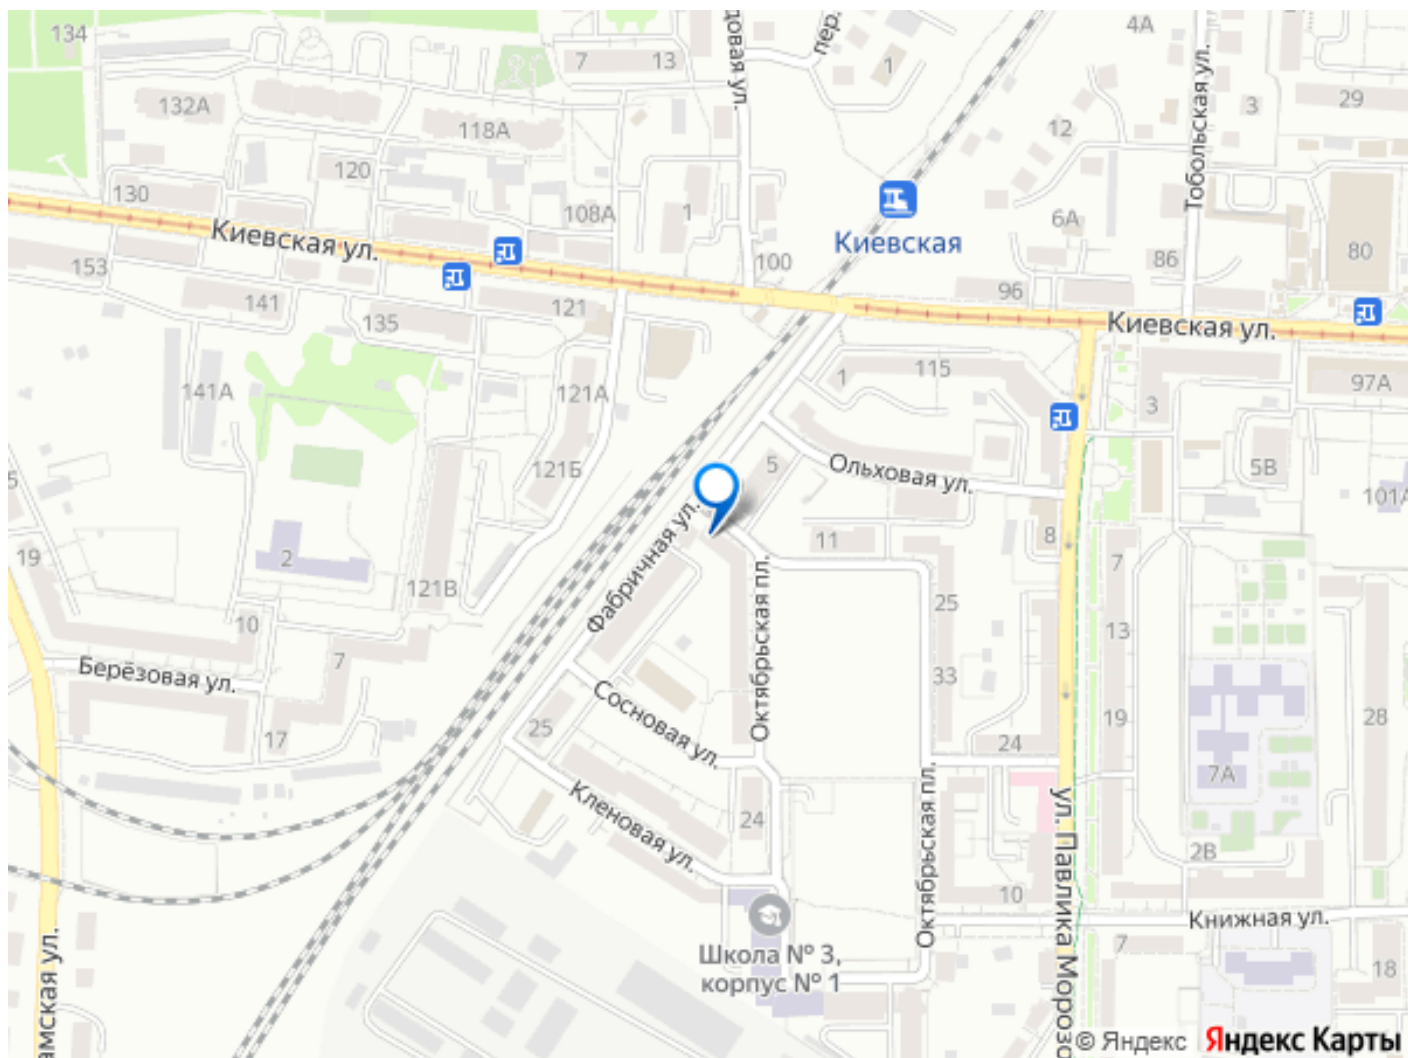 134
7
13
пер.
4А
Тобольская ул.
29
132А
118А
довая ул.
1
12
3
120
130
108А
1
6А
80
Киевская ул.
Киевская
153
100
86
141
121
96
135
Киевская ул.
115
1
97А
141А
121А
3
121Б
5
Ольховая ул.
5В
101А
5
19
2
121В
Фабричная ул.
11
8
7
Октябрьская пл.
25
13
10
7
Берёзовая ул.
33
Сосновая ул.
19
28
17
25
24
7А
Кленовая ул.
24
Октябрьская пл.
ул. Павлика Морозо
2В
10
Книжная ул.
7
18
Школа № 3,
корпус № 1
амская ул.
© Яндекс Яндекс Карты